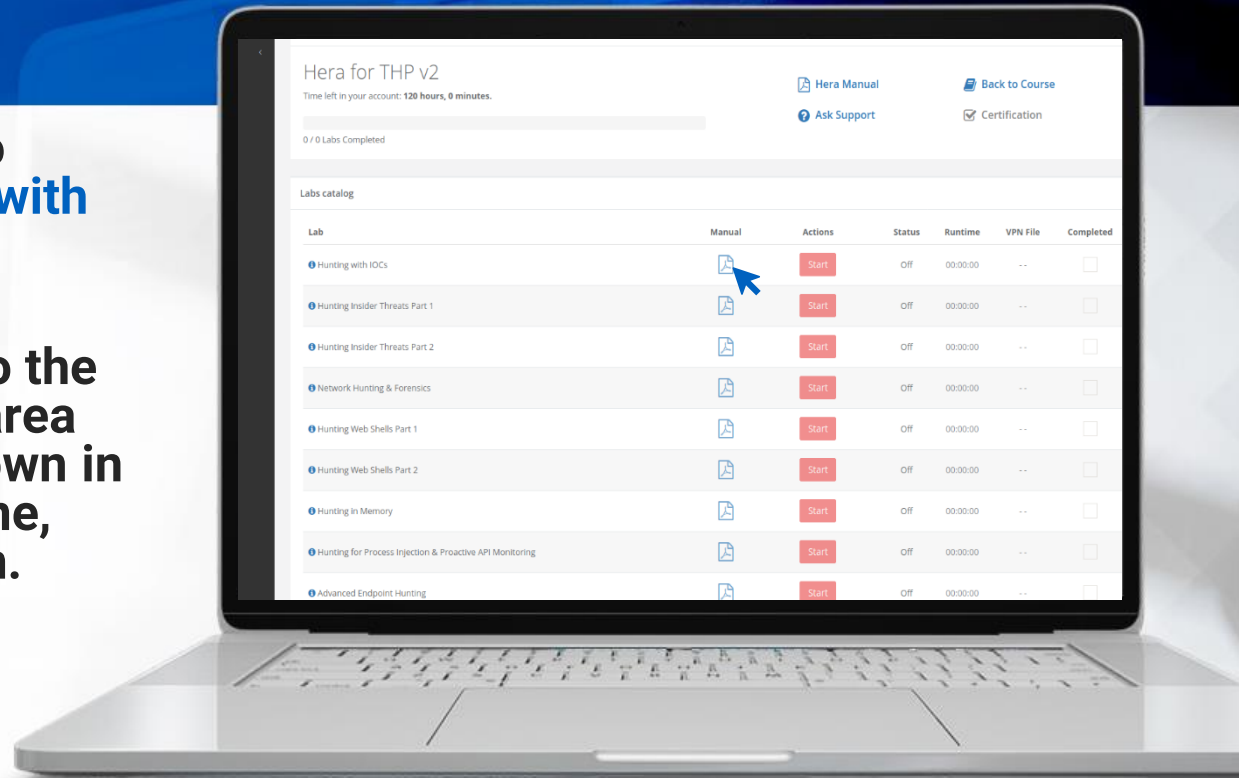 with
o the
area
own in
ne,
Hera for THP v2
Time left in your account: 120 hours, 0 minutes.
0 / 0 Labs Completed
Hera Manual
Back to Course
Ask Support
Certification
Labs catalog
Lab Manual Actions Status Runtime VPN File Completed
Hunting with IOCs Start Off 00:00:00 --
Hunting Insider Threats Part 1 Start Off 00:00:00 --
Hunting Insider Threats Part 2 Start Off 00:00:00 --
Network Hunting & Forensics Start Off 00:00:00 --
Hunting Web Shells Part 1 Start Off 00:00:00 --
Hunting Web Shells Part 2 Start Off 00:00:00 --
Hunting in Memory Start Off 00:00:00 --
Hunting for Process Injection & Proactive API Monitoring Start Off 00:00:00 --
Advanced Endpoint Hunting Start Off 00:00:00 --